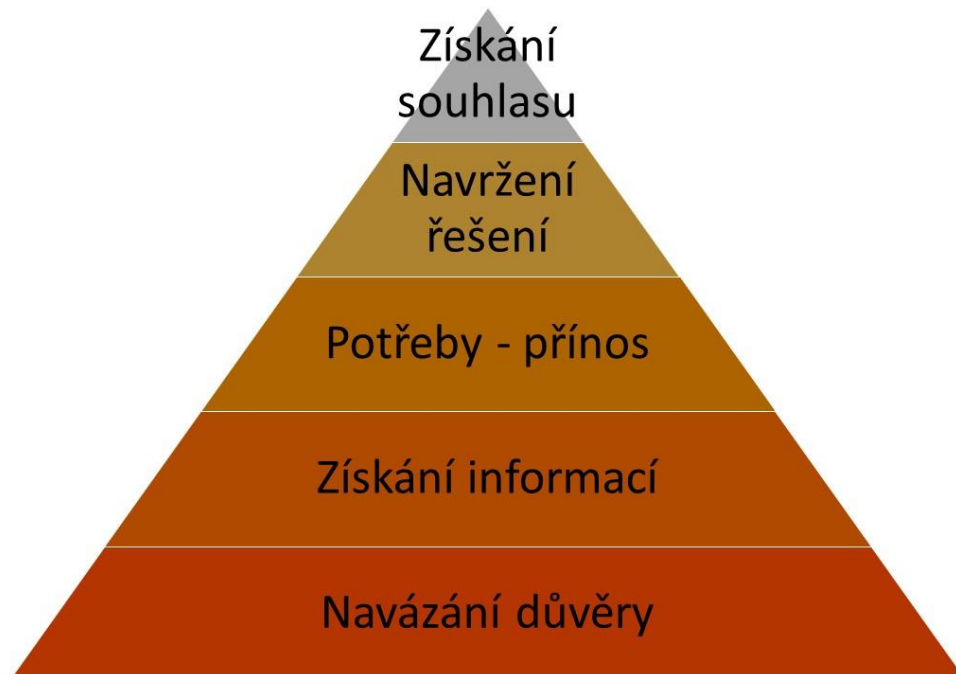 Získání
souhlasu
Navržení
řešení
Potřeby - přínos
Získání informací
Navázání důvěry